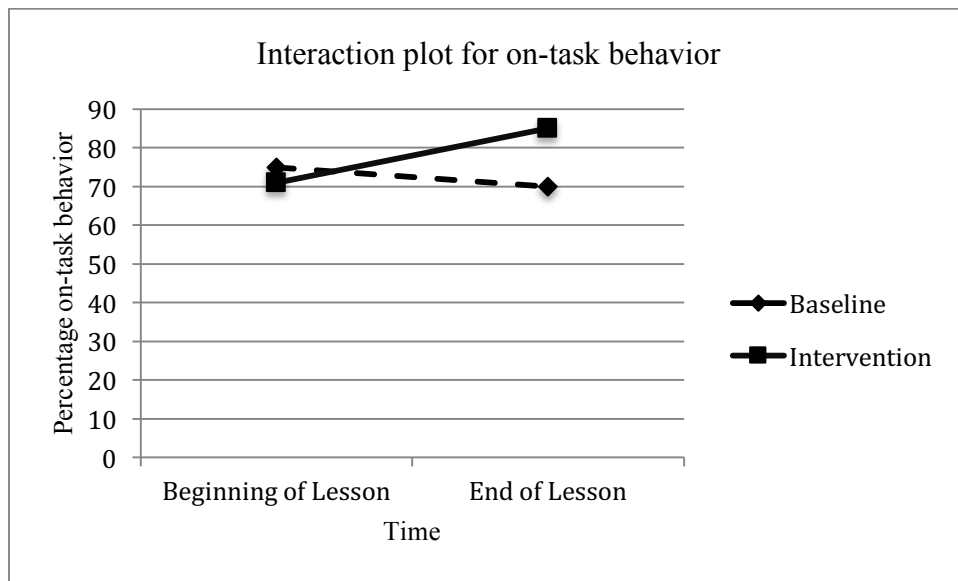 Interaction plot for on-task behavior
Percentage on-task behavior
90
80
70
60
50
40
30
20
10
0
Beginning of Lesson End of Lesson
Time
Baseline
Intervention